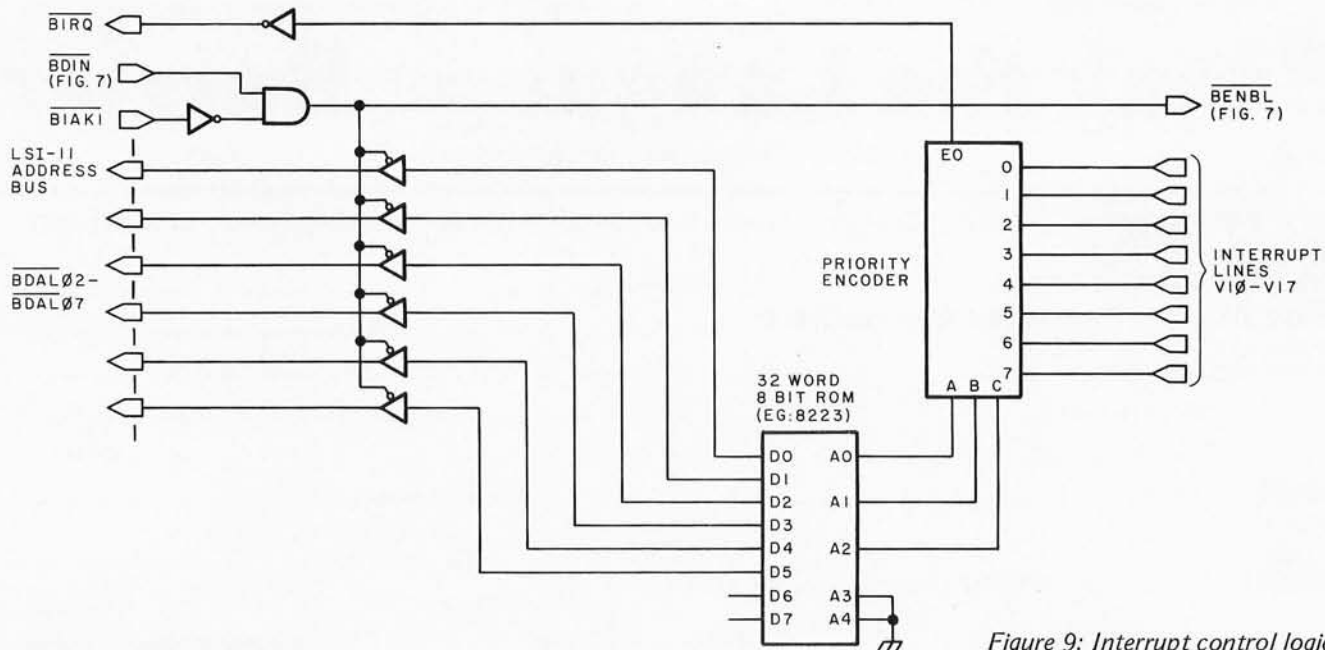 BIRQ
BDIN
(FIG. 7)
BIAKI
LSI-11
ADDRESS
BUS
BDALØ2-
BDALØ7
BENBL
(FIG. 7)
EO
0
1
2
3
4
5
6
7
A B C
PRIORITY
ENCODER
INTERRUPT
LINES
VIØ-VI7
32 WORD
8 BIT ROM
(EG:8223)
D0 A0
D1
D2 A1
D3
D4 A2
D5
D6 A3
D7 A4
Figure 9: Interrupt control logic